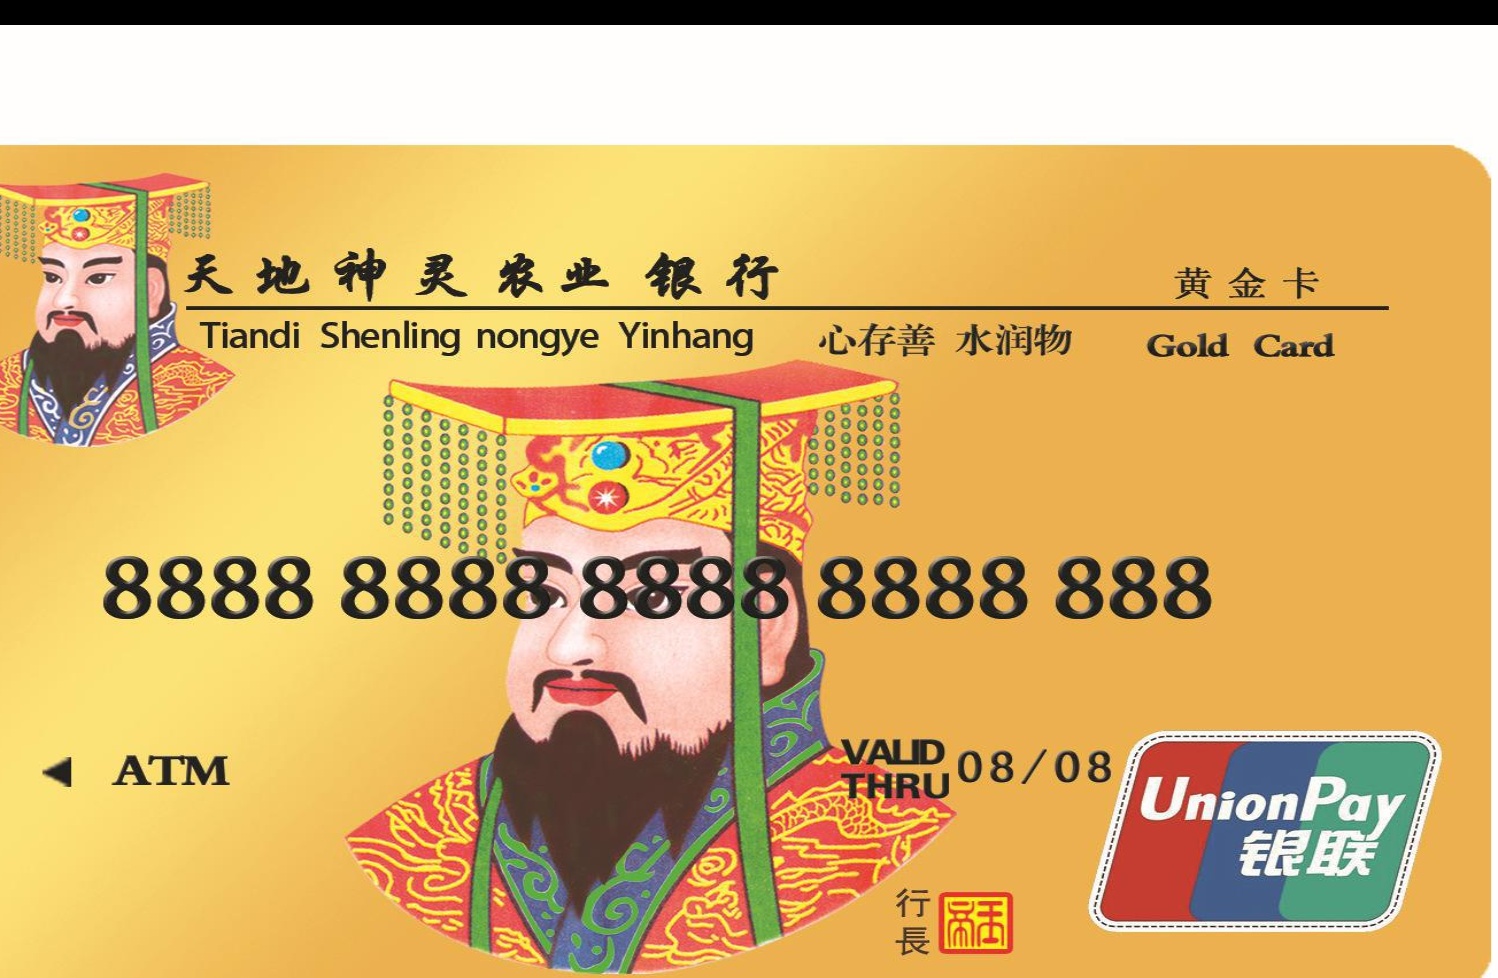 天地神灵农业银行
黄金卡
Tiandi Shenling nongye Yinhang
心存善 水润物
Gold Card
8888 8888 8888 8888 888
ATM
VALID THRU 08/08
UnionPay
银联
行長